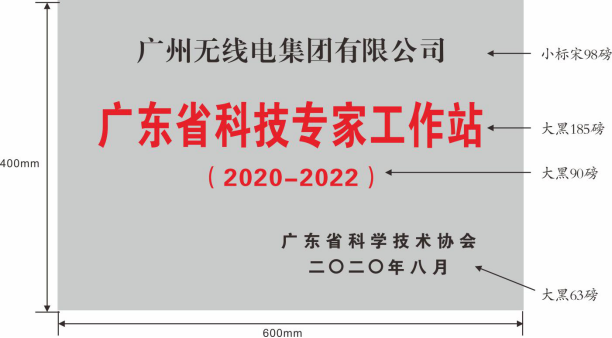 广州无线电集团有限公司
小标宋98磅
广东省科技专家工作站
大黑185磅
400mm
（2020-2022）
大黑90磅
广东省科学技术协会
二〇二〇年八月
大黑63磅
600mm